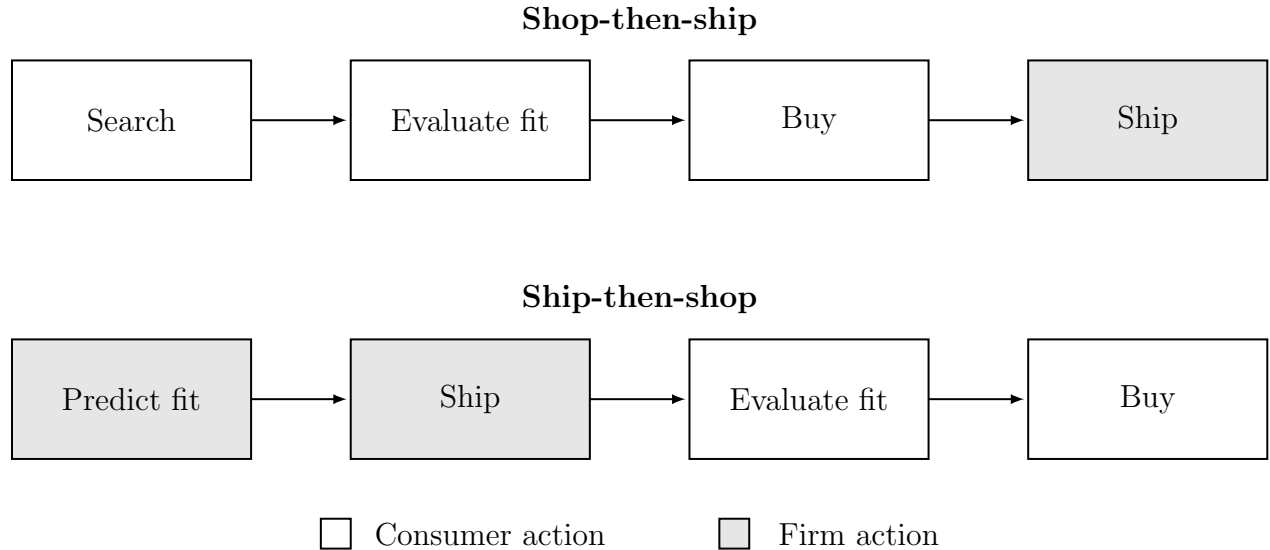 Shop-then-ship
Search
Evaluate fit
Buy
Ship
Ship-then-shop
Predict fit
Ship
Evaluate fit
Buy
Consumer action
Firm action